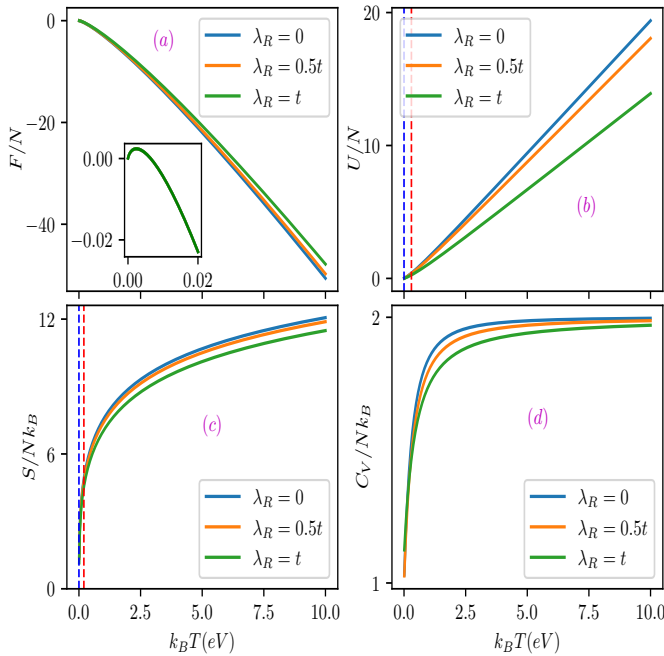 (a)
λ_R = 0
λ_R = 0.5t
λ_R = t
F/N
0
−20
−40
0.00
−0.02
0.00
0.02
(b)
λ_R = 0
λ_R = 0.5t
λ_R = t
U/N
20
10
0
(c)
λ_R = 0
λ_R = 0.5t
λ_R = t
S/Nk_B
12
6
0
0.0
2.5
5.0
7.5
10.0
k_BT(eV)
(d)
λ_R = 0
λ_R = 0.5t
λ_R = t
C_V/Nk_B
2
1
0.0
2.5
5.0
7.5
10.0
k_BT(eV)